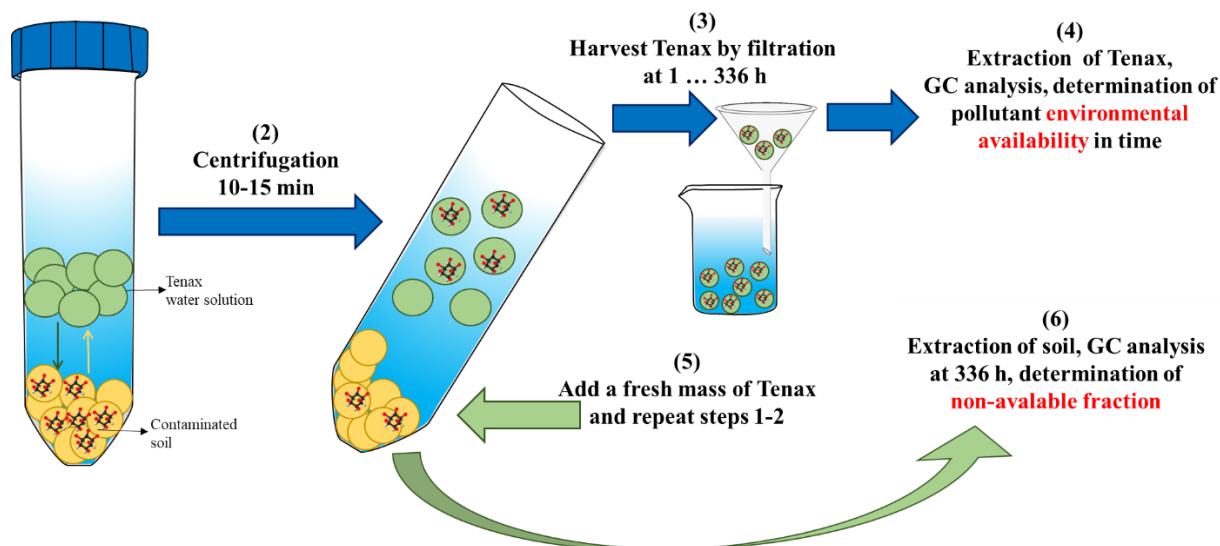 (2)
Centrifugation
10-15 min
Tenax
water solution
Contaminated
soil
(3)
Harvest Tenax by filtration
at 1 … 336 h
(4)
Extraction of Tenax,
GC analysis, determination of
pollutant environmental
availability in time
(5)
Add a fresh mass of Tenax
and repeat steps 1-2
(6)
Extraction of soil, GC analysis
at 336 h, determination of
non-avalable fraction